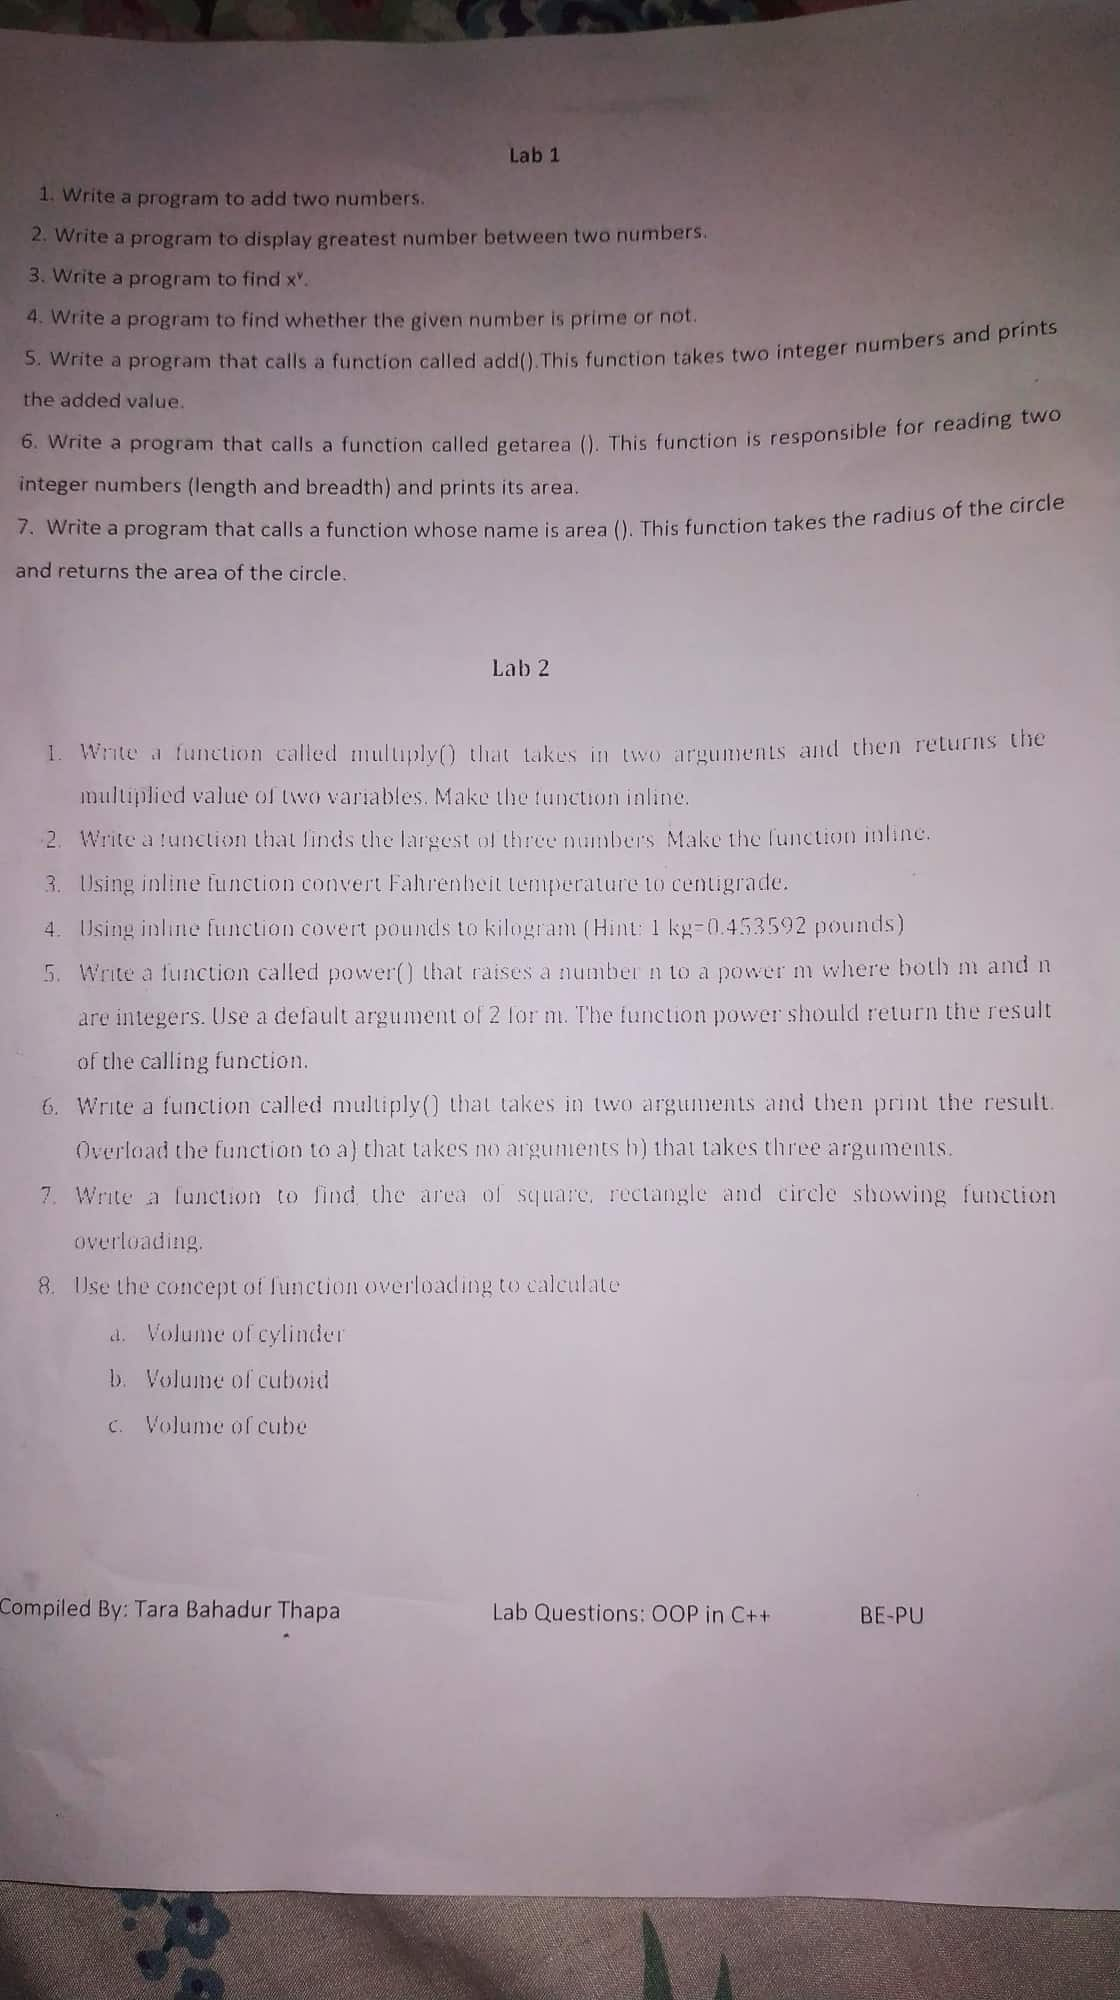 Lab 1
1. Write a program to add two numbers.
2. Write a program to display greatest number between two numbers.
3. Write a program to find xʸ.
4. Write a program to find whether the given number is prime or not.
5. Write a program that calls a function called add().This function takes two integer numbers and prints
the added value.
6. Write a program that calls a function called getarea (). This function is responsible for reading two
integer numbers (length and breadth) and prints its area.
7. Write a program that calls a function whose name is area (). This function takes the radius of the circle
and returns the area of the circle.
Lab 2
1. Write a function called multiply() that takes in two arguments and then returns the
multiplied value of two variables. Make the function inline.
2. Write a function that finds the largest of three numbers. Make the function inline.
3. Using inline function convert Fahrenheit temperature to centigrade.
4. Using inline function covert pounds to kilogram (Hint: 1 kg=0.453592 pounds)
5. Write a function called power() that raises a number n to a power m where both m and n
are integers. Use a default argument of 2 for m. The function power should return the result
of the calling function.
6. Write a function called multiply() that takes in two arguments and then print the result.
Overload the function to a) that takes no arguments b) that takes three arguments.
7. Write a function to find the area of square, rectangle and circle showing function
overloading.
8. Use the concept of function overloading to calculate
a. Volume of cylinder
b. Volume of cuboid
c. Volume of cube
Compiled By: Tara Bahadur Thapa Lab Questions: OOP in C++ BE-PU